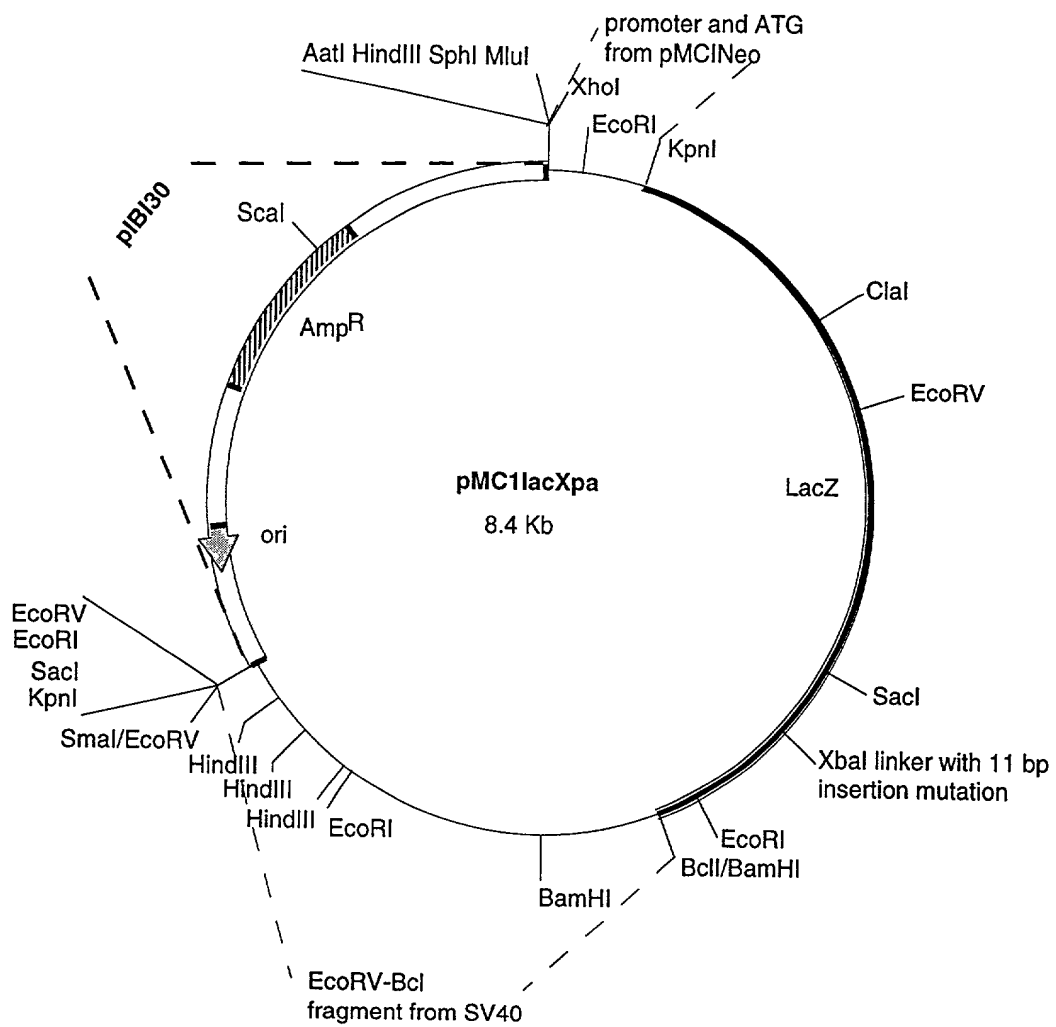 promoter and ATG
from pMCINeo
AatI HindIII SphI MluI
XhoI
EcoRI
KpnI
pIBI30
ScaI
ClaI
AmpR
EcoRV
pMC1lacXpa
8.4 Kb
LacZ
ori
EcoRV
EcoRI
SacI
KpnI
SmaI/EcoRV
SacI
HindIII
HindIII
HindIII
EcoRI
XbaI linker with 11 bp
insertion mutation
EcoRI
BclI/BamHI
BamHI
EcoRV-Bcl
fragment from SV40